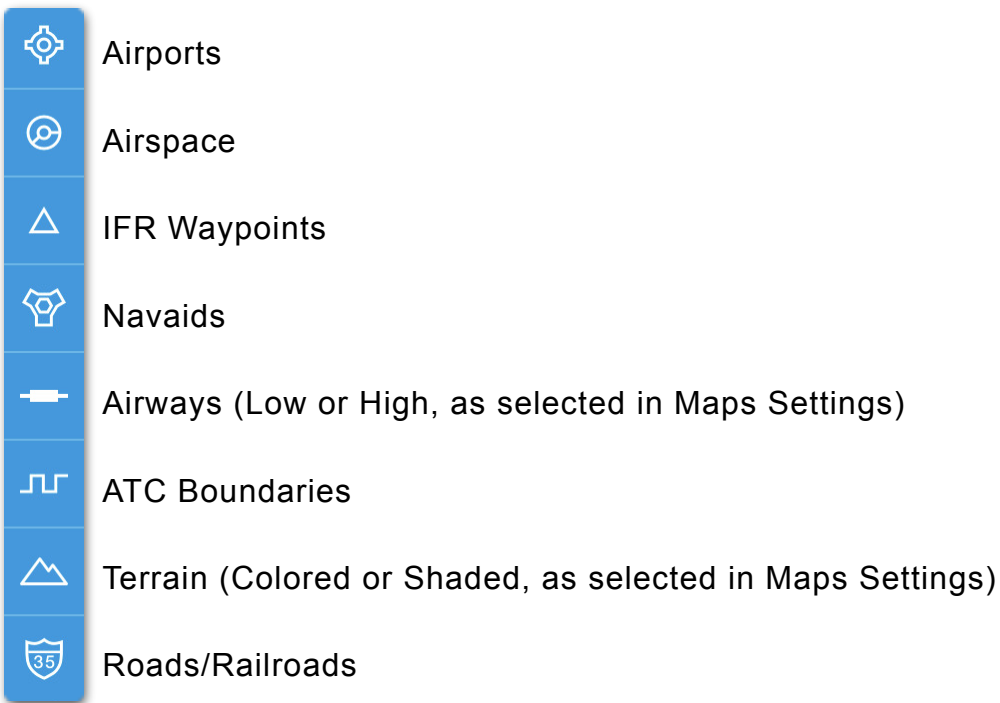 Airports
Airspace
IFR Waypoints
Navaids
Airways (Low or High, as selected in Maps Settings)
ATC Boundaries
Terrain (Colored or Shaded, as selected in Maps Settings)
35 Roads/Railroads